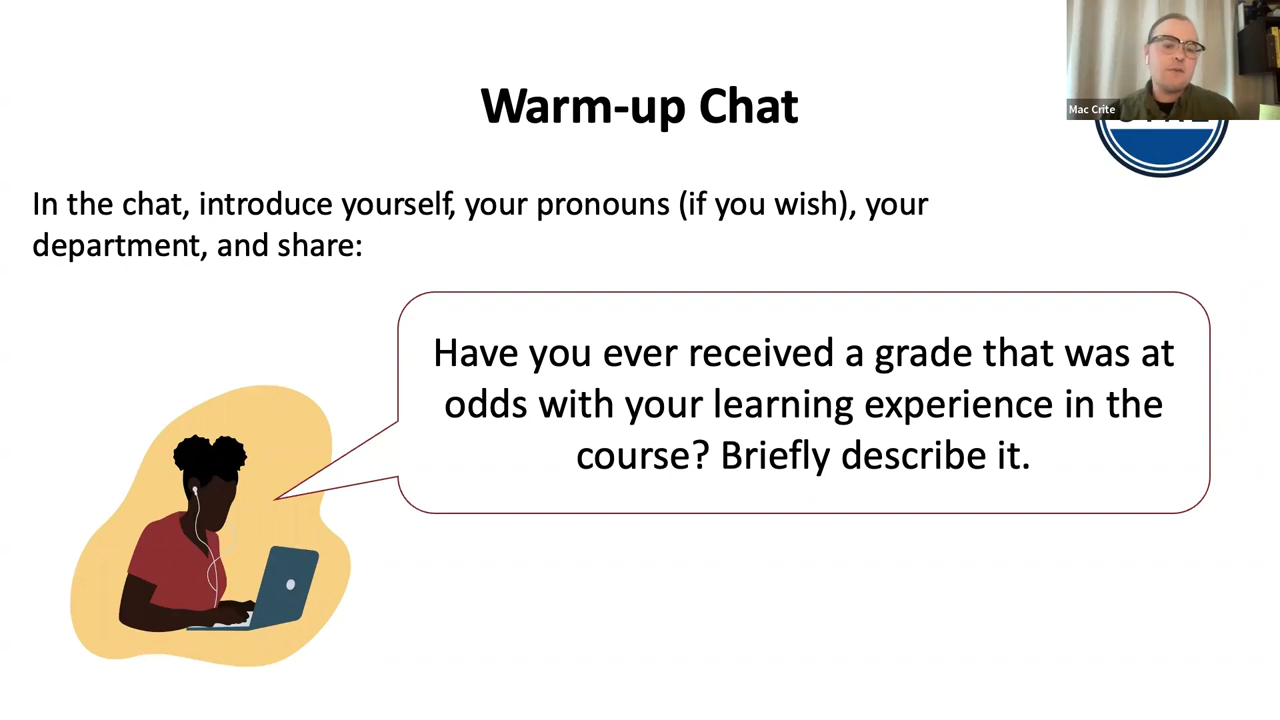 Mac Crite
Warm-up Chat
In the chat, introduce yourself, your pronouns (if you wish), your
department, and share:
Have you ever received a grade that was at
odds with your learning experience in the
course? Briefly describe it.